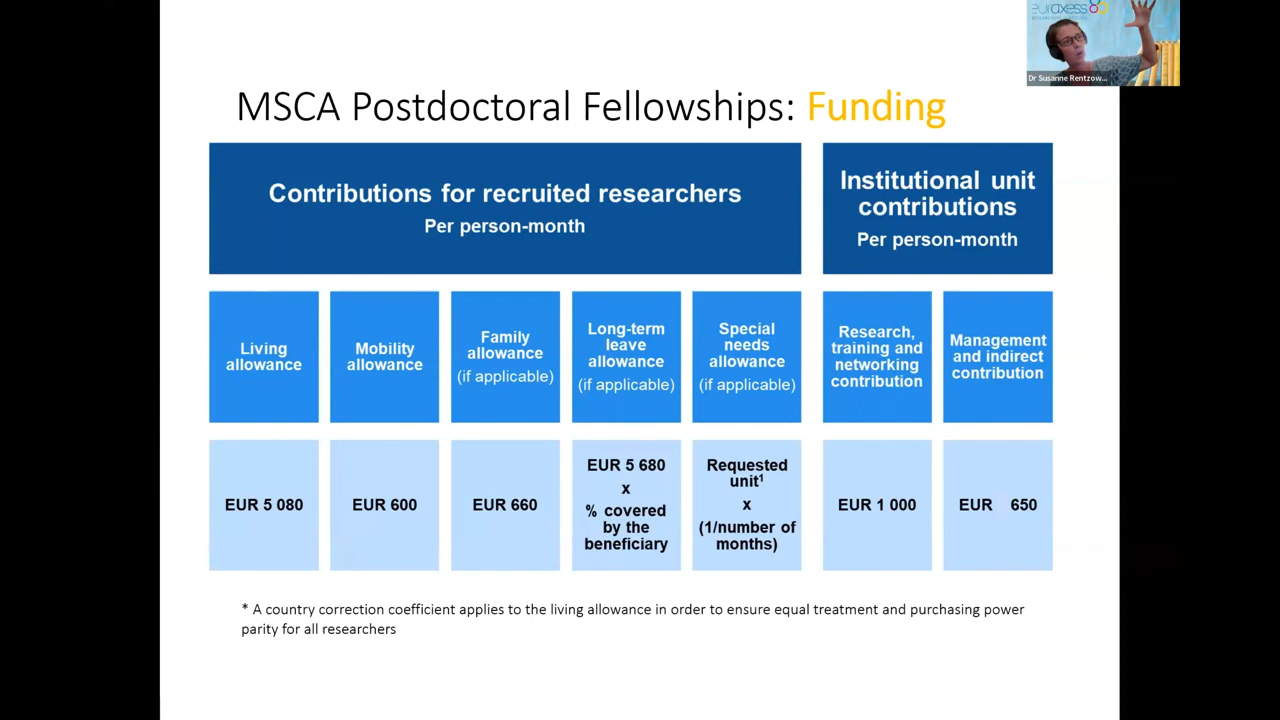 euraxess
Dr Susanne Rentzow...
MSCA Postdoctoral Fellowships: Funding
Contributions for recruited researchers
Per person-month
Institutional unit
contributions
Per person-month
Living
allowance
Mobility
allowance
Family
allowance
(if applicable)
Long-term
leave
allowance
(if applicable)
Special
needs
allowance
(if applicable)
Research,
training and
networking
contribution
Management
and indirect
contribution
EUR 5 080
EUR 600
EUR 660
EUR 5 680
x
% covered
by the
beneficiary
Requested
unit¹
x
(1/number of
months)
EUR 1 000
EUR 650
* A country correction coefficient applies to the living allowance in order to ensure equal treatment and purchasing power
parity for all researchers